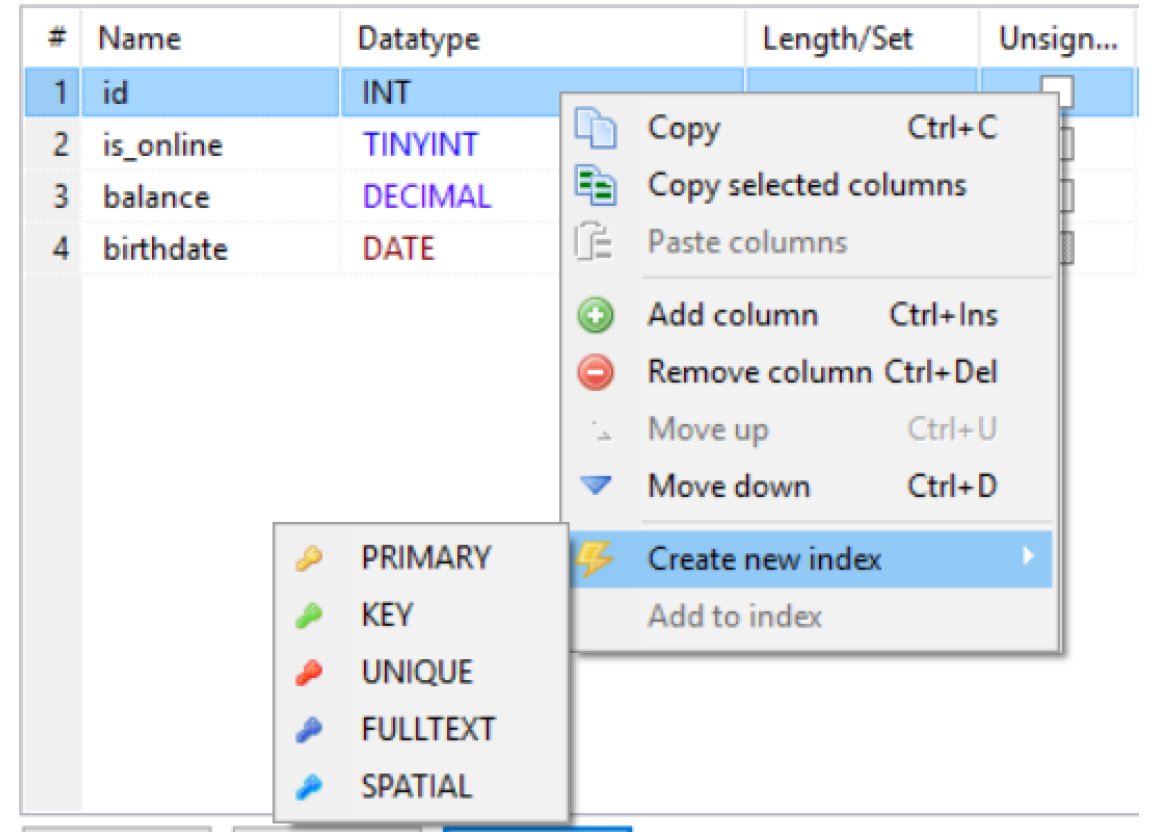 # Name Datatype Length/Set Unsign...
1 id INT
2 is_online TINYINT
3 balance DECIMAL
4 birthdate DATE
Copy Ctrl+C
Copy selected columns
Paste columns
Add column Ctrl+Ins
Remove column Ctrl+Del
Move up Ctrl+U
Move down Ctrl+D
Create new index
Add to index
PRIMARY
KEY
UNIQUE
FULLTEXT
SPATIAL